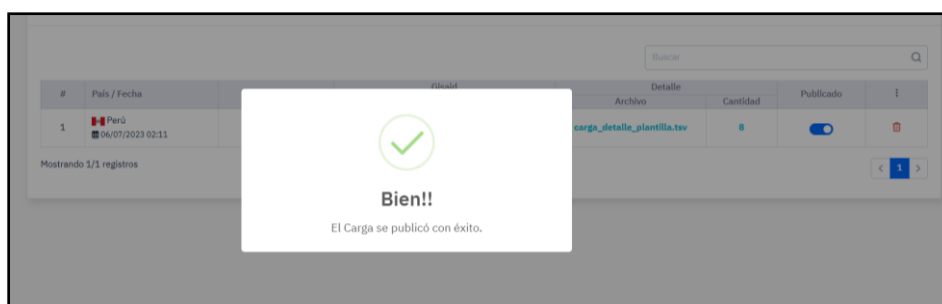 Buscar
# País / Fecha Gisaid Detalle Publicado
Archivo Cantidad
1 Perú carga_detalle_plantilla.tsv 8
06/07/2023 02:11
Mostrando 1/1 registros < 1 >
Bien!!
El Carga se publicó con éxito.